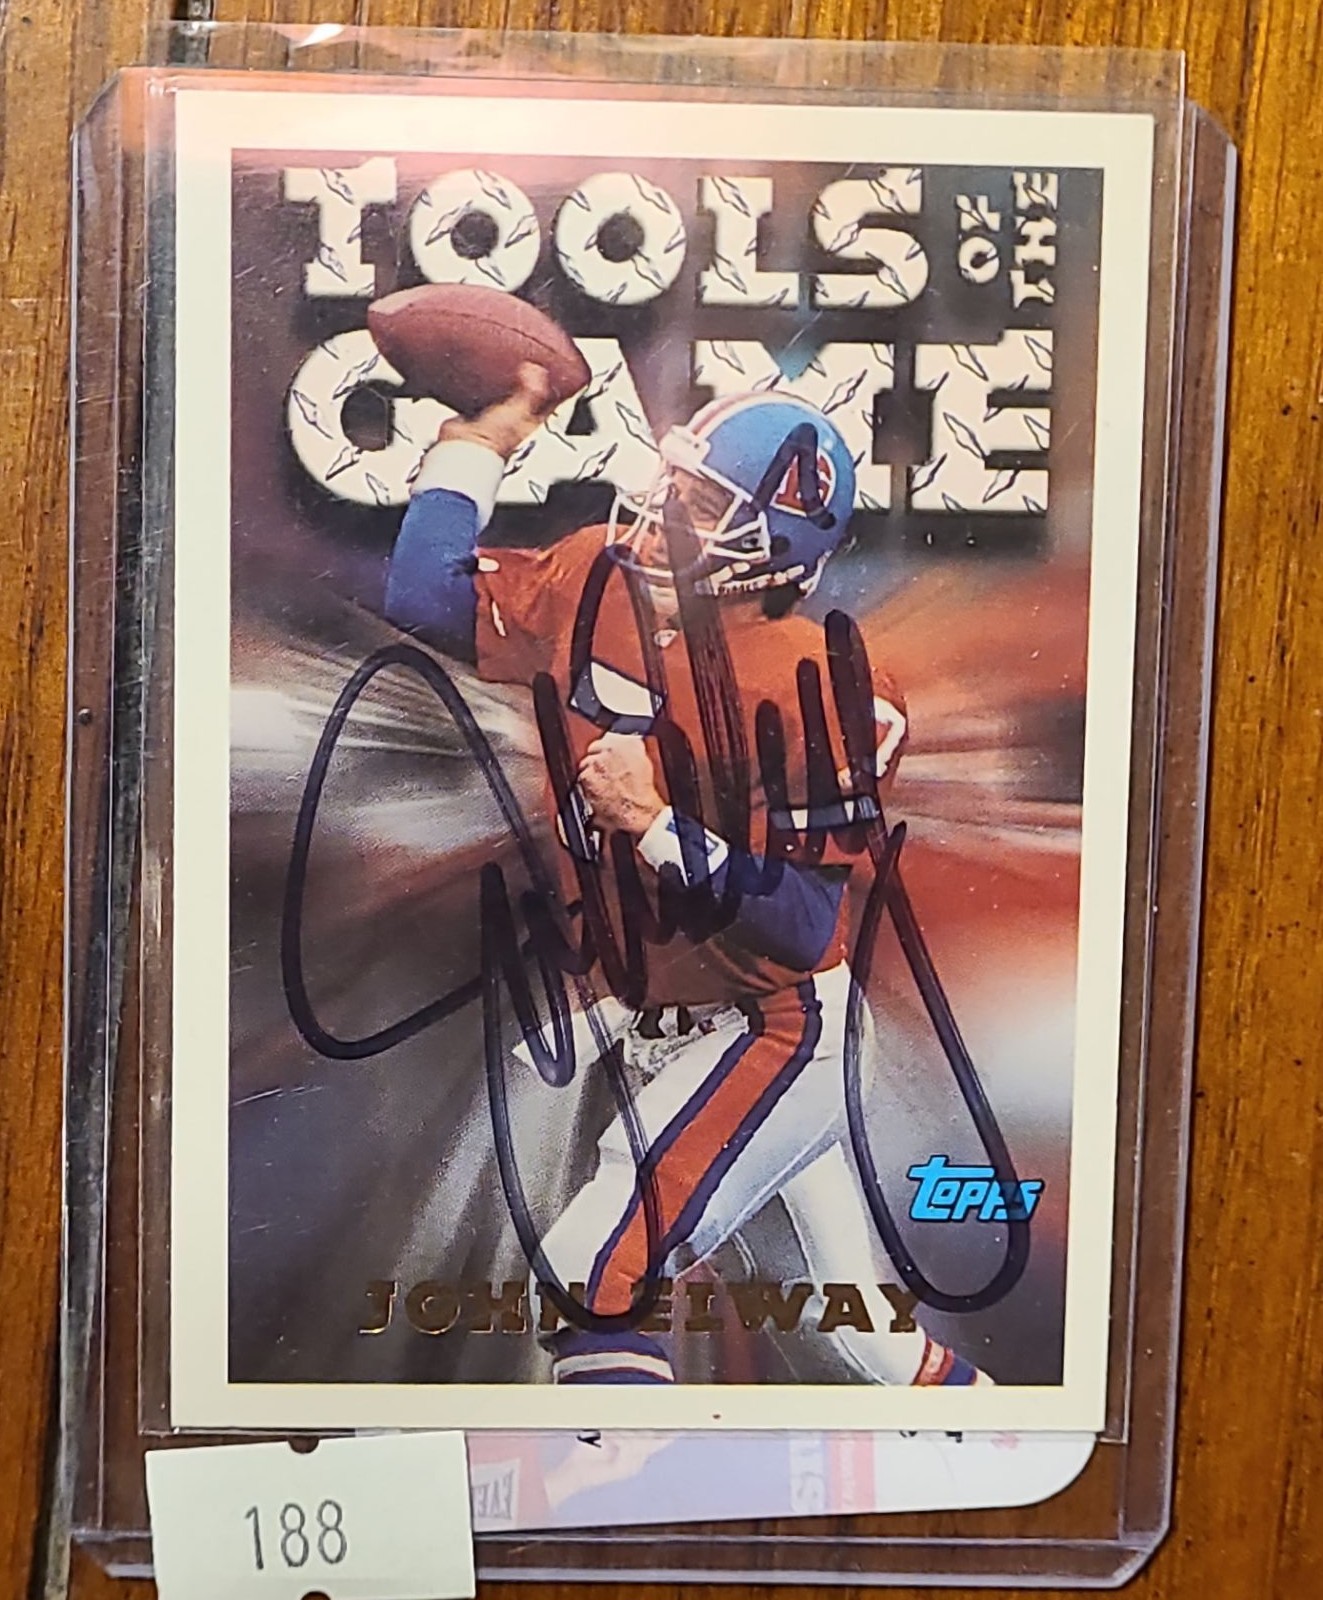 TOOLS OF THE
GAME
TOPPS
JOHN ELWAY
188